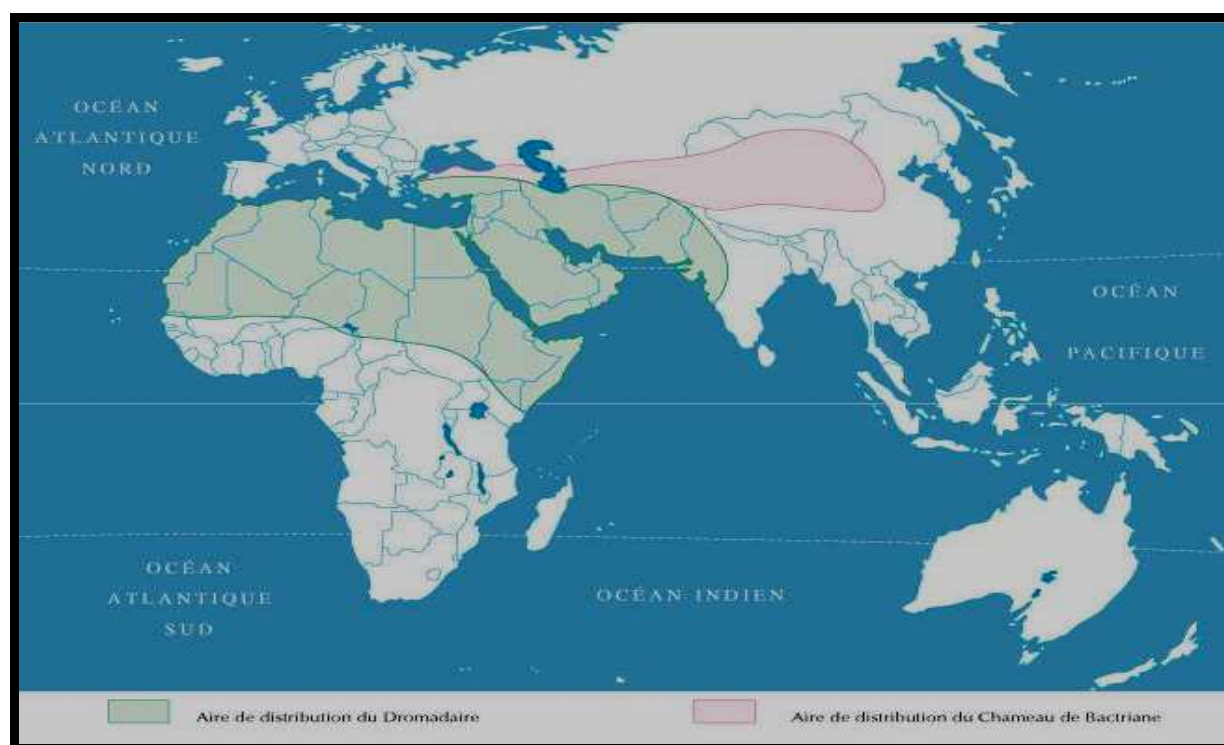 OCÉAN
ATLANTIQUE
NORD
OCÉAN
PACIFIQUE
OCÉAN
ATLANTIQUE
SUD
OCÉAN INDIEN
Aire de distribution du Dromadaire
Aire de distribution du Chameau de Bactriane